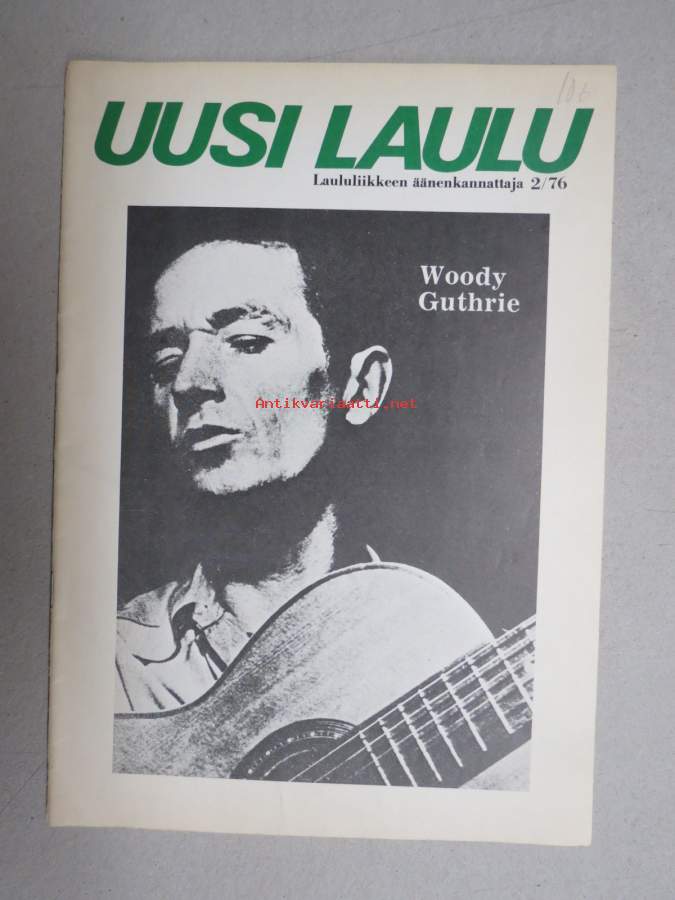 UUSI LAULU
Laululiikkeen äänenkannattaja 2/76
Woody
Guthrie
Antikvariaatti.net